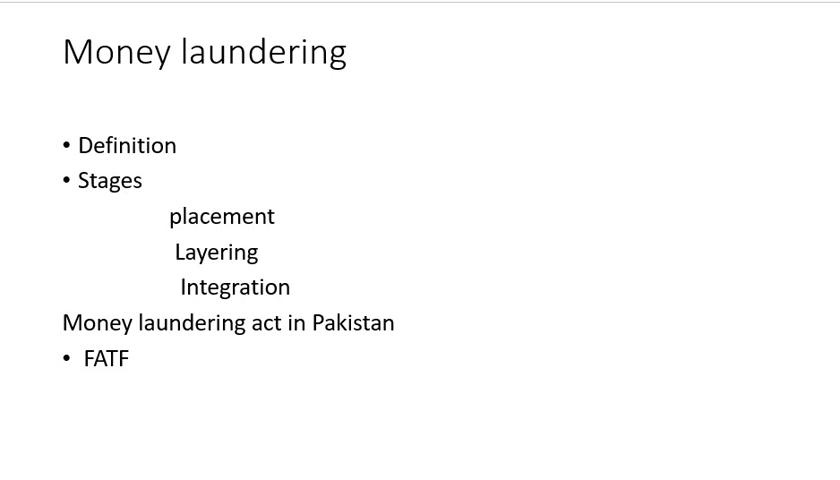 Money laundering
• Definition
• Stages
placement
Layering
Integration
Money laundering act in Pakistan
• FATF